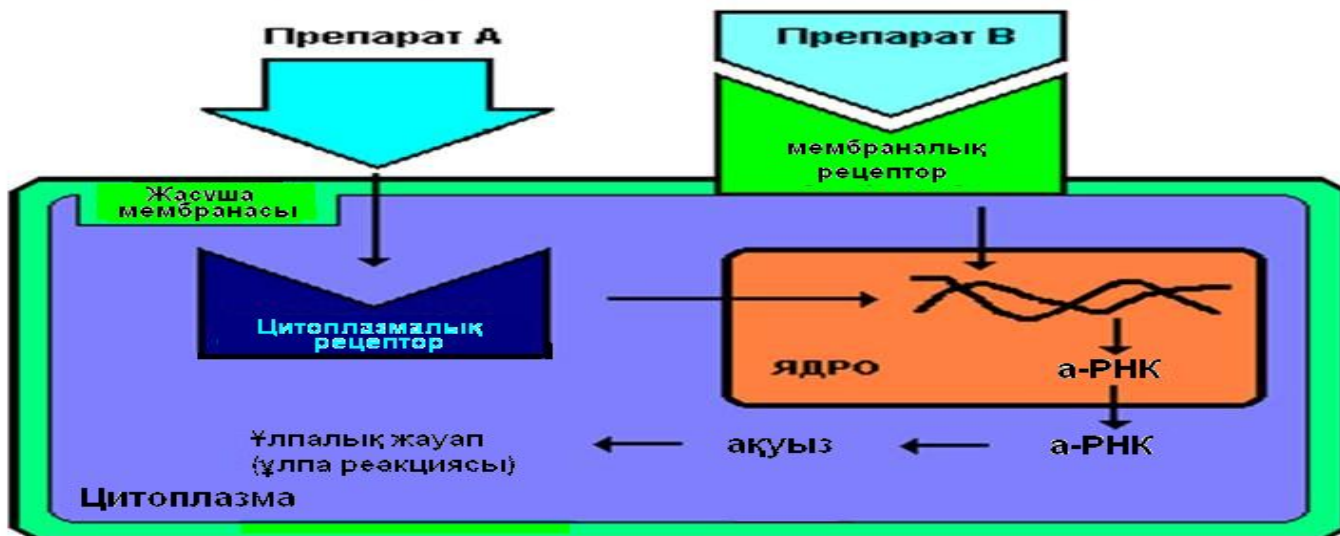 Препарат А
Препарат В
мембраналық
рецептор
Жасуша
мембранасы
Цитоплазмалық
рецептор
ЯДРО
а-РНК
Ұлпалық жауап
(ұлпа реакциясы)
ақуыз
а-РНК
Цитоплазма